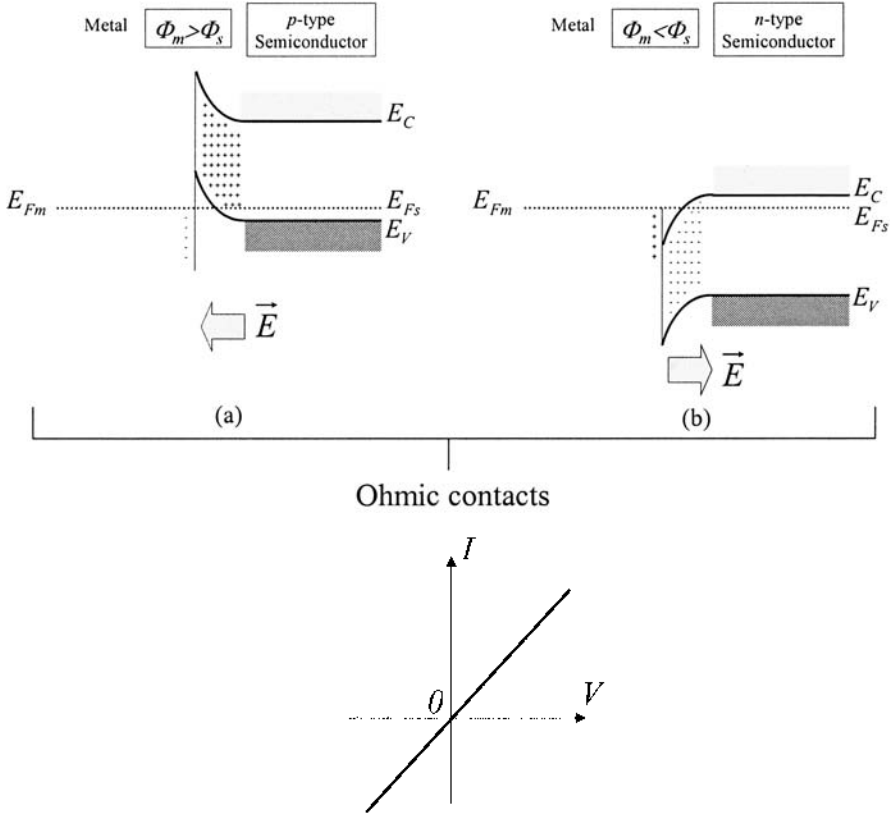 Metal Φm>Φs p-type Semiconductor
EC
EFm EFs
EV
E
(a)
Metal Φm<Φs n-type Semiconductor
EC
EFm EFs
EV
E
(b)
Ohmic contacts
I
0 V